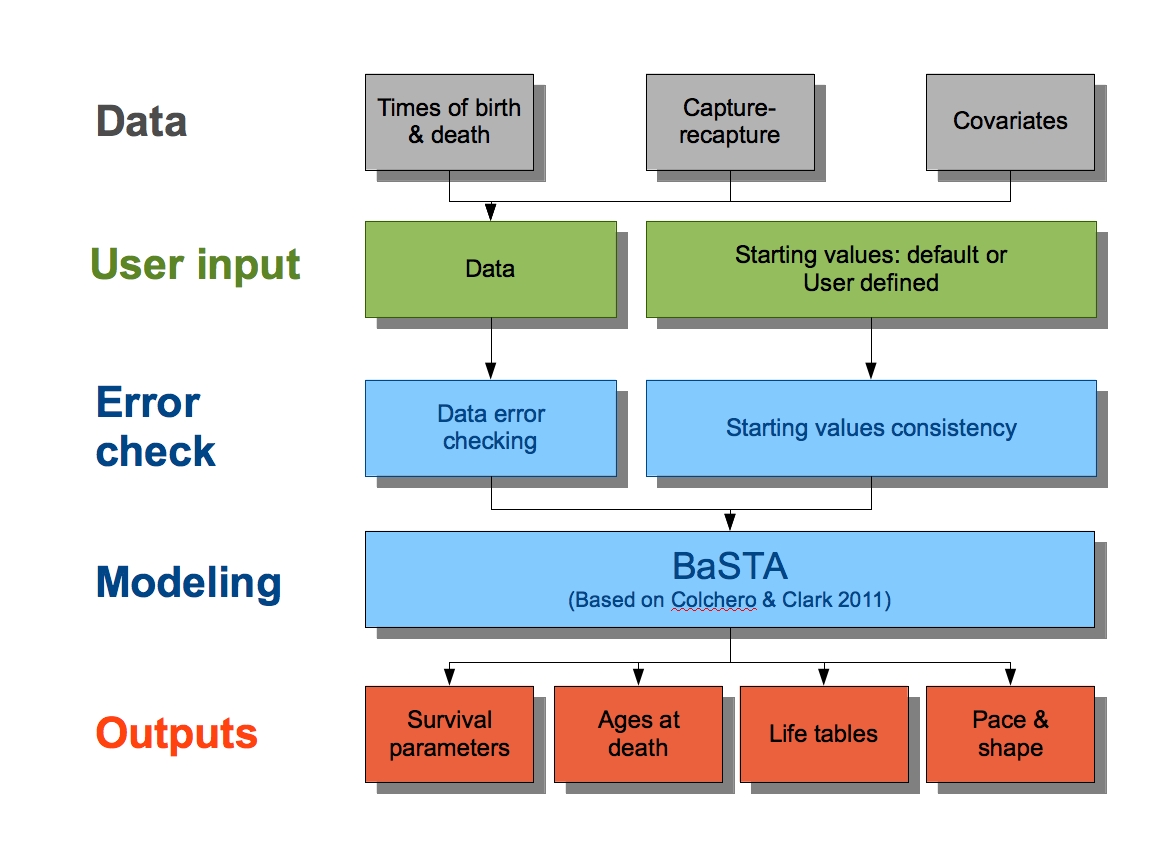 Data
Times of birth
& death
Capture-
recapture
Covariates
User input
Data
Starting values: default or
User defined
Error
check
Data error
checking
Starting values consistency
Modeling
BaSTA
(Based on Colchero & Clark 2011)
Outputs
Survival
parameters
Ages at
death
Life tables
Pace &
shape